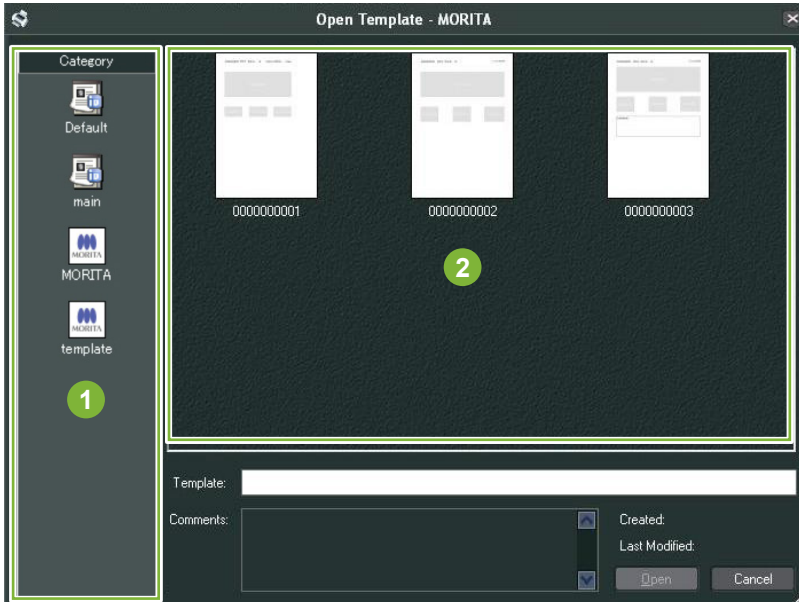 Open Template - MORITA
Category
Default
main
MORITA
MORITA
MORITA
template
1
0000000001
0000000002
0000000003
2
Template:
Comments:
Created:
Last Modified:
Open
Cancel